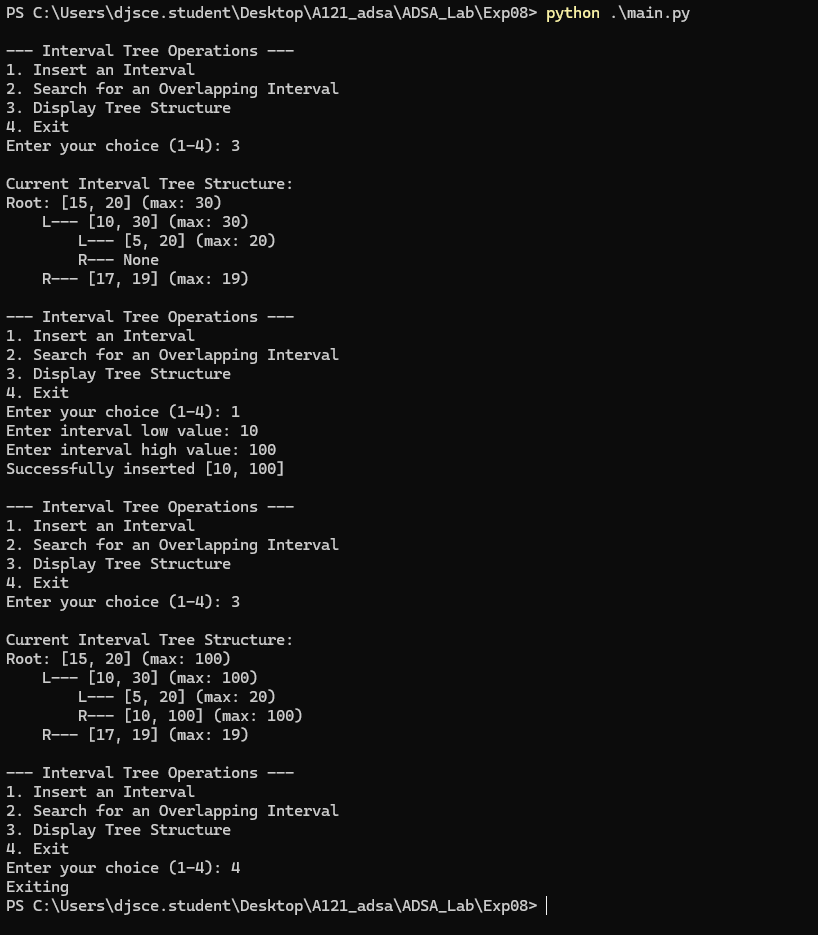 PS C:\Users\djsce.student\Desktop\A121_adsa\ADSA_Lab\Exp08> python .\main.py

--- Interval Tree Operations ---
1. Insert an Interval
2. Search for an Overlapping Interval
3. Display Tree Structure
4. Exit
Enter your choice (1-4): 3

Current Interval Tree Structure:
Root: [15, 20] (max: 30)
    L--- [10, 30] (max: 30)
        L--- [5, 20] (max: 20)
        R--- None
    R--- [17, 19] (max: 19)

--- Interval Tree Operations ---
1. Insert an Interval
2. Search for an Overlapping Interval
3. Display Tree Structure
4. Exit
Enter your choice (1-4): 1
Enter interval low value: 10
Enter interval high value: 100
Successfully inserted [10, 100]

--- Interval Tree Operations ---
1. Insert an Interval
2. Search for an Overlapping Interval
3. Display Tree Structure
4. Exit
Enter your choice (1-4): 3

Current Interval Tree Structure:
Root: [15, 20] (max: 100)
    L--- [10, 30] (max: 100)
        L--- [5, 20] (max: 20)
        R--- [10, 100] (max: 100)
    R--- [17, 19] (max: 19)

--- Interval Tree Operations ---
1. Insert an Interval
2. Search for an Overlapping Interval
3. Display Tree Structure
4. Exit
Enter your choice (1-4): 4
Exiting
PS C:\Users\djsce.student\Desktop\A121_adsa\ADSA_Lab\Exp08>